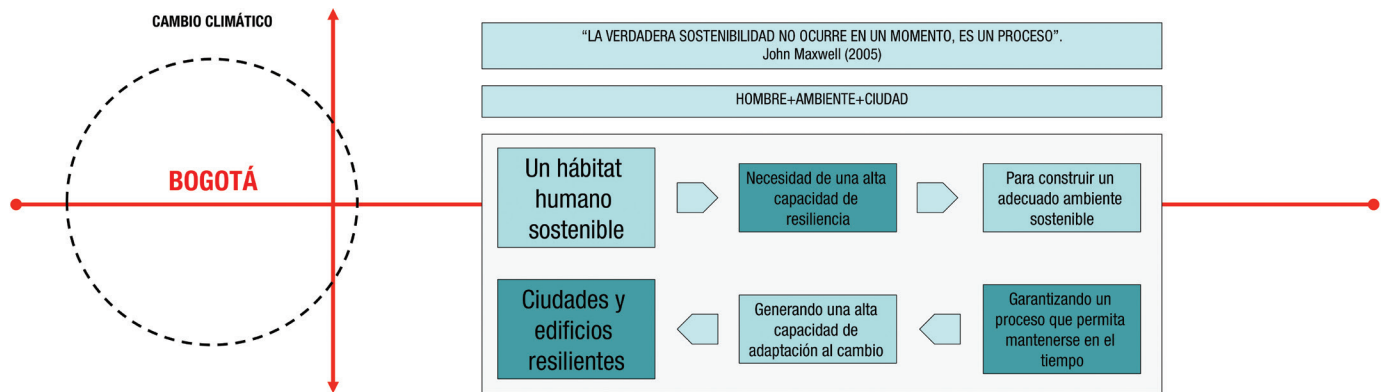 CAMBIO CLIMÁTICO
BOGOTÁ
“LA VERDADERA SOSTENIBILIDAD NO OCURRE EN UN MOMENTO, ES UN PROCESO”.
John Maxwell (2005)
HOMBRE+AMBIENTE+CIUDAD
Un hábitat
humano
sostenible
Necesidad de una alta
capacidad de
resiliencia
Para construir un
adecuado ambiente
sostenible
Garantizando un
proceso que permita
mantenerse en el
tiempo
Generando una alta
capacidad de
adaptación al cambio
Ciudades y
edificios
resilientes